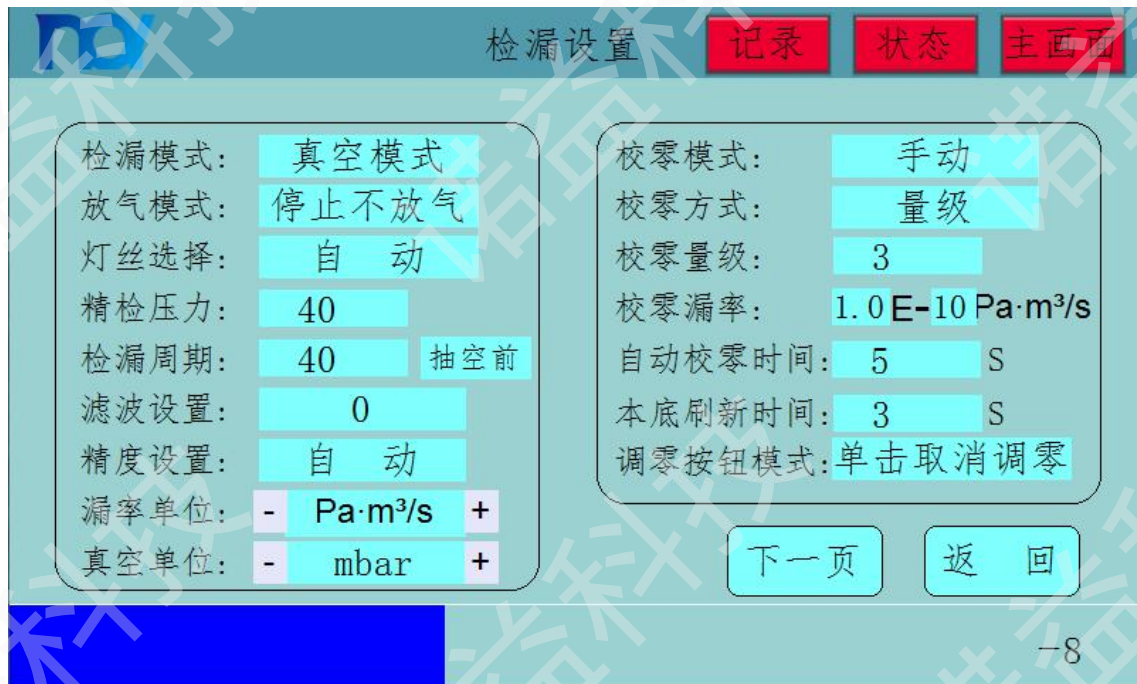 检漏设置 记录 状态 主画面
检漏模式: 真空模式
放气模式: 停止不放气
灯丝选择: 自 动
精检压力: 40
检漏周期: 40 抽空前
滤波设置: 0
精度设置: 自 动
漏率单位: - Pa·m³/s +
真空单位: - mbar +
校零模式: 手动
校零方式: 量级
校零量级: 3
校零漏率: 1.0E-10 Pa·m³/s
自动校零时间: 5 S
本底刷新时间: 3 S
调零按钮模式: 单击取消调零
下一页 返 回
-8
诺益科技